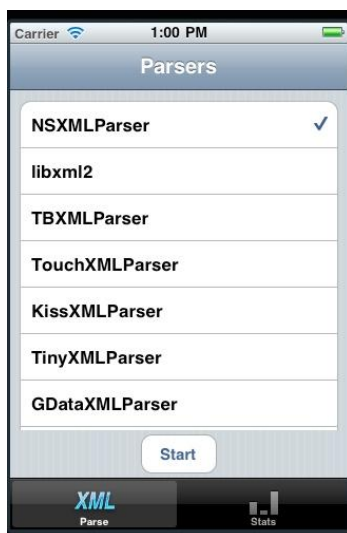 Carrier 1:00 PM
Parsers
NSXMLParser
libxml2
TBXMLParser
TouchXMLParser
KissXMLParser
TinyXMLParser
GDataXMLParser
Start
XML
Parse Stats